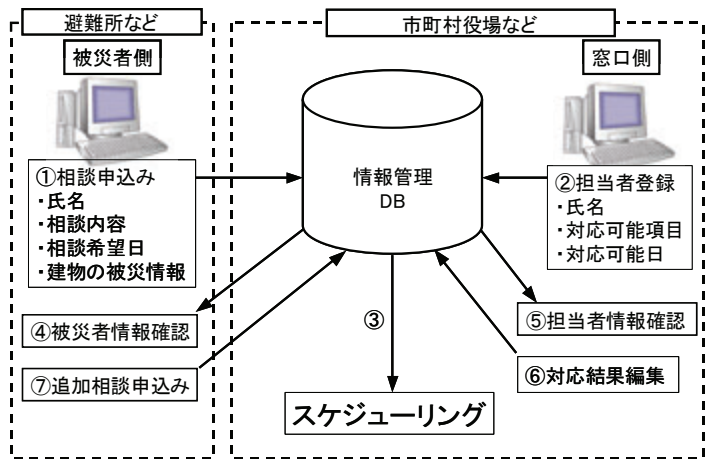 避難所など
市町村役場など
被災者側
窓口側
①相談申込み
・氏名
・相談内容
・相談希望日
・建物の被災情報
情報管理
DB
②担当者登録
・氏名
・対応可能項目
・対応可能日
④被災者情報確認
③
⑤担当者情報確認
⑦追加相談申込み
⑥対応結果編集
スケジューリング